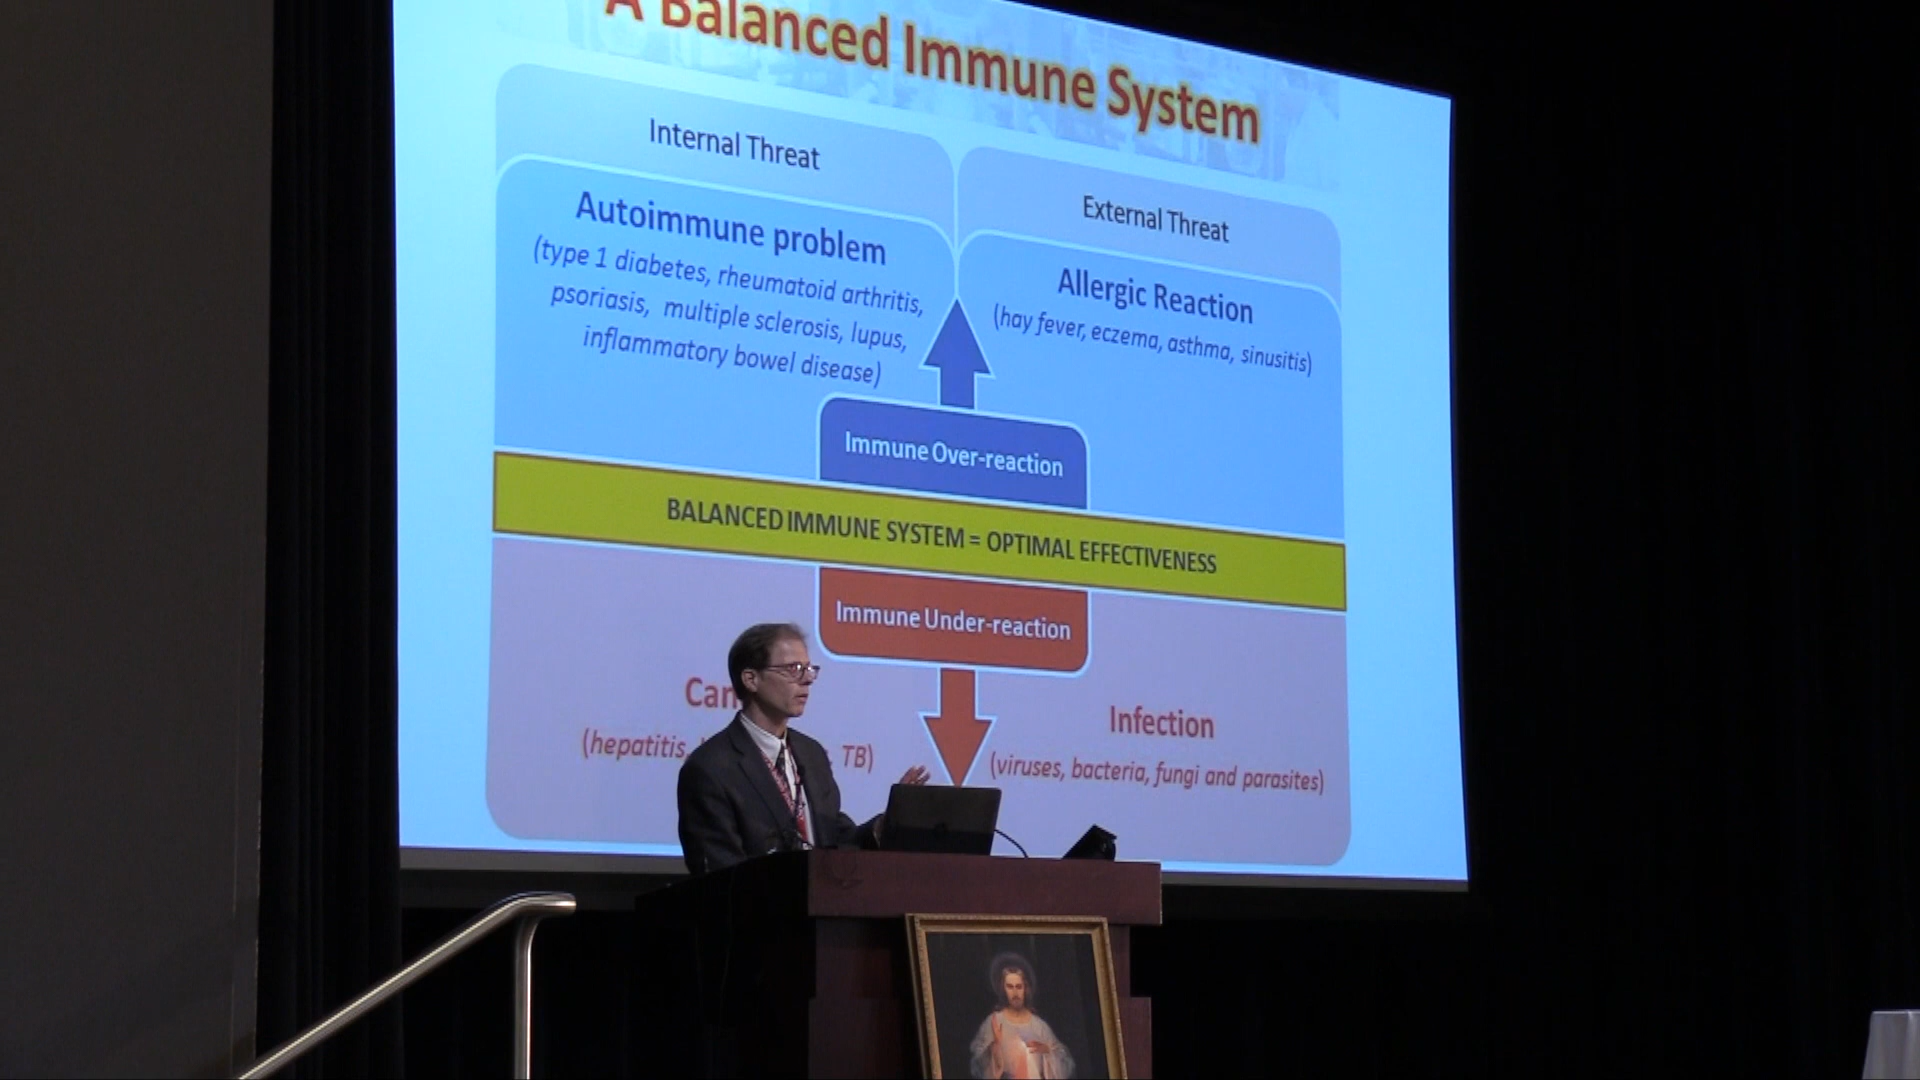 A Balanced Immune System
Internal Threat
External Threat
Autoimmune problem
(type 1 diabetes, rheumatoid arthritis,
psoriasis, multiple sclerosis, lupus,
inflammatory bowel disease)
Allergic Reaction
(hay fever, eczema, asthma, sinusitis)
Immune Over-reaction
BALANCED IMMUNE SYSTEM = OPTIMAL EFFECTIVENESS
Immune Under-reaction
Can
(hepatitis, TB)
Infection
(viruses, bacteria, fungi and parasites)